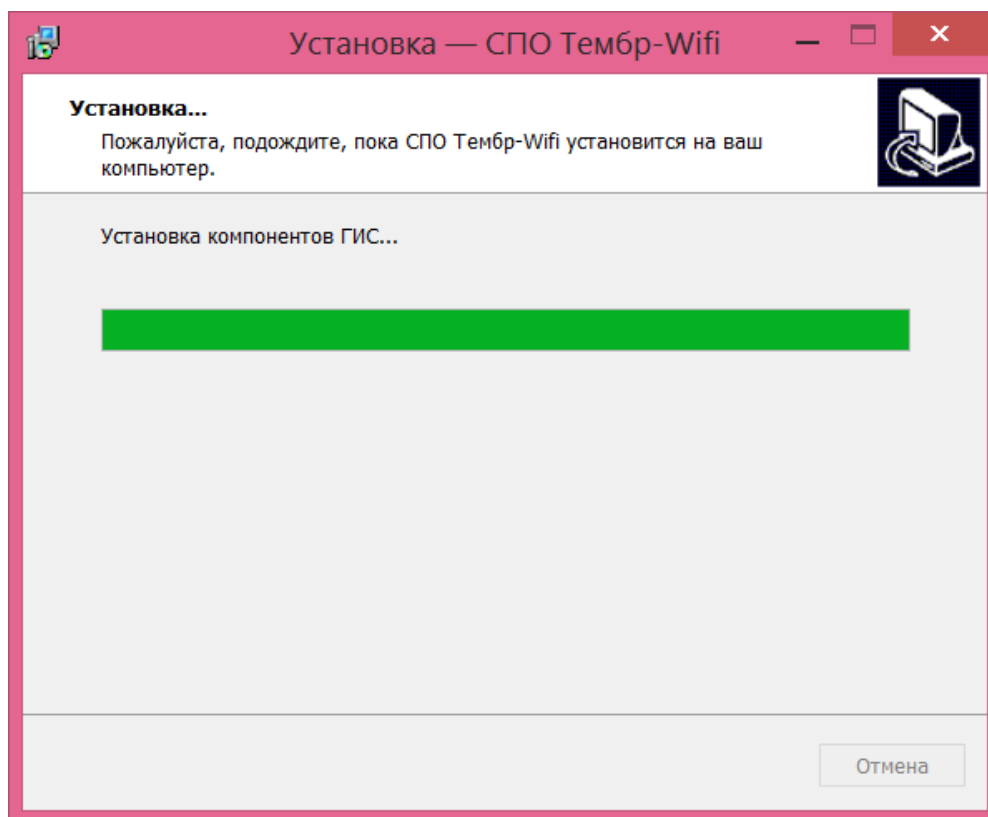 Установка — СПО Тембр-Wifi
Установка...
Пожалуйста, подождите, пока СПО Тембр-Wifi установится на ваш
компьютер.
Установка компонентов ГИС...
Отмена